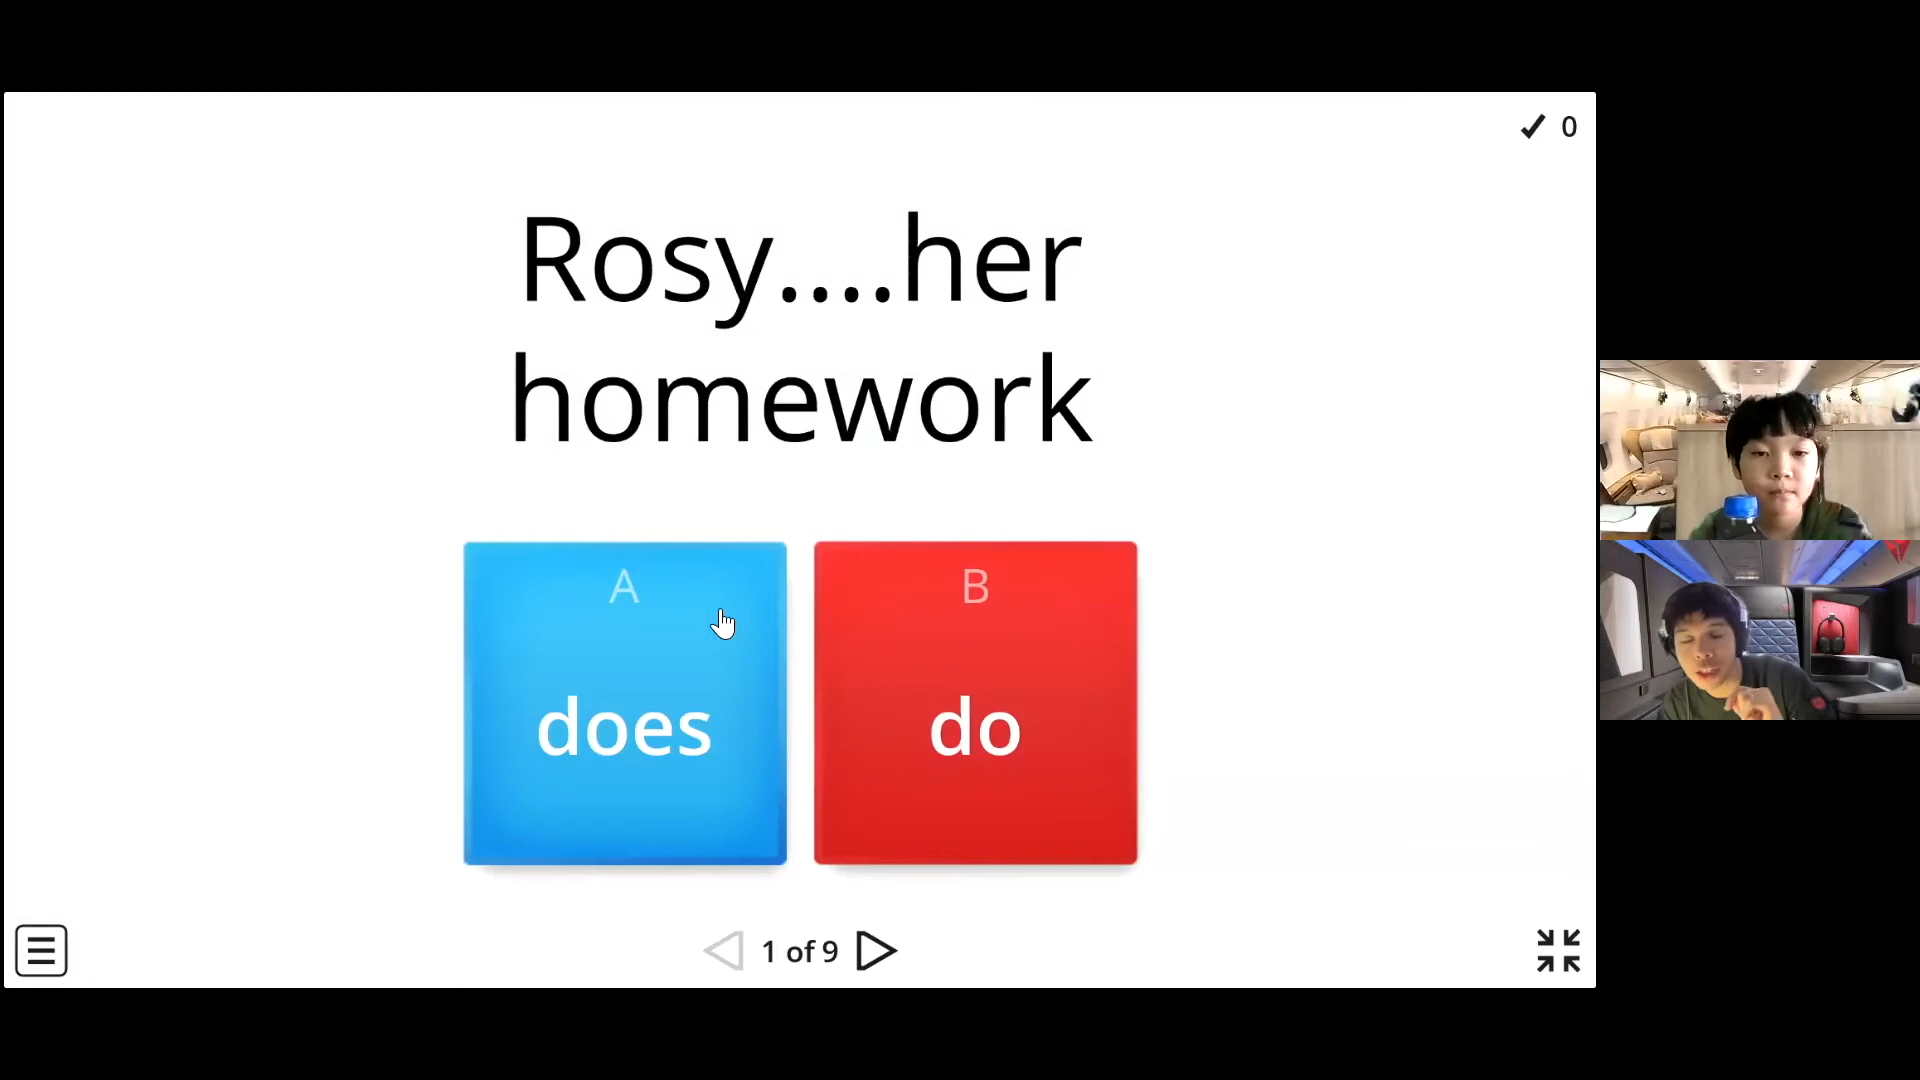 ✓ 0
Rosy....her
homework
A
does
B
do
1 of 9